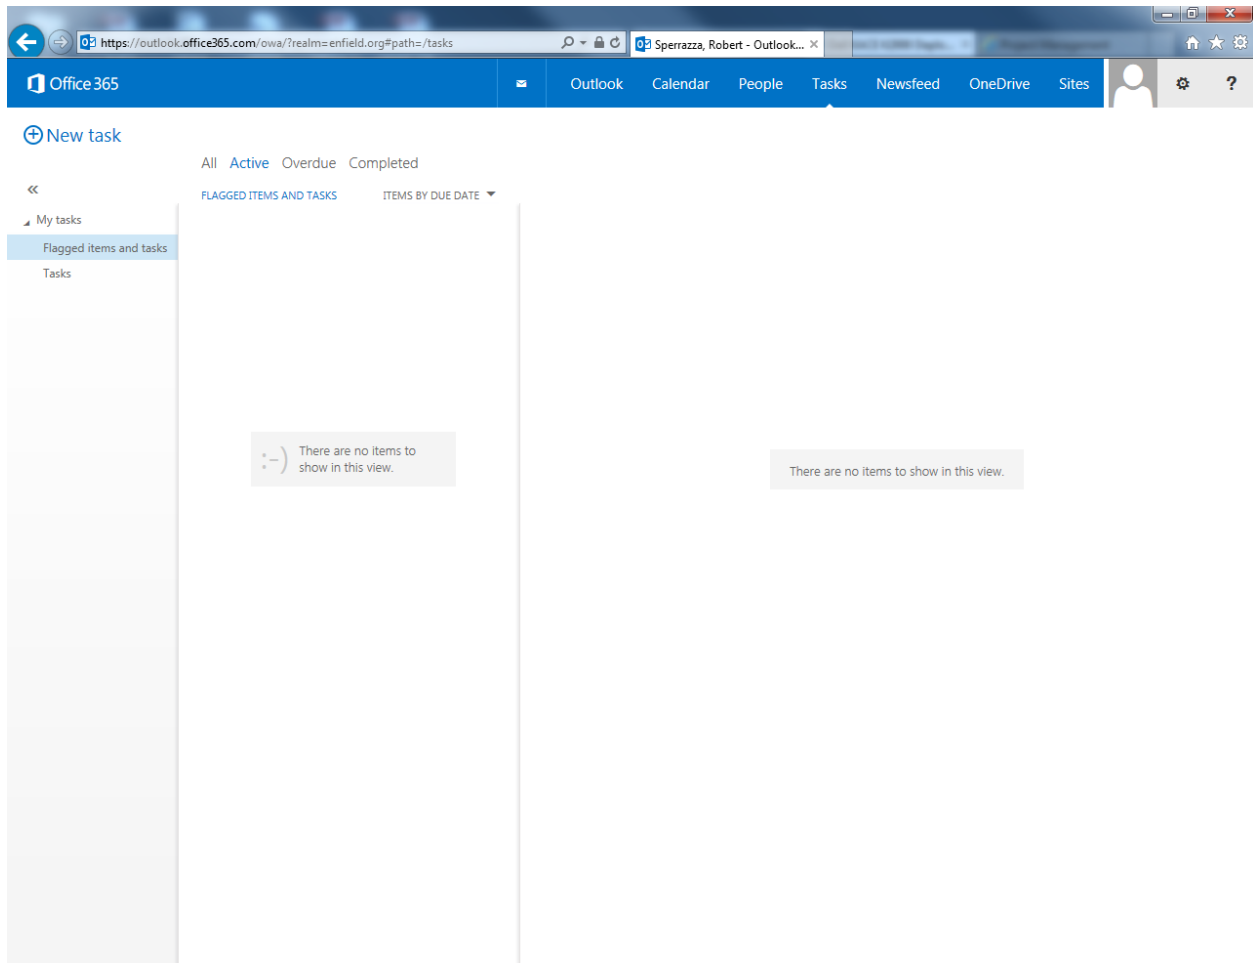 https://outlook.office365.com/owa/?realm=enfield.org#path=/tasks
Sperrazza, Robert - Outlook...
Office 365
Outlook
Calendar
People
Tasks
Newsfeed
OneDrive
Sites
?
New task
All Active Overdue Completed
FLAGGED ITEMS AND TASKS
ITEMS BY DUE DATE
My tasks
Flagged items and tasks
Tasks
:-)
There are no items to
show in this view.
There are no items to show in this view.